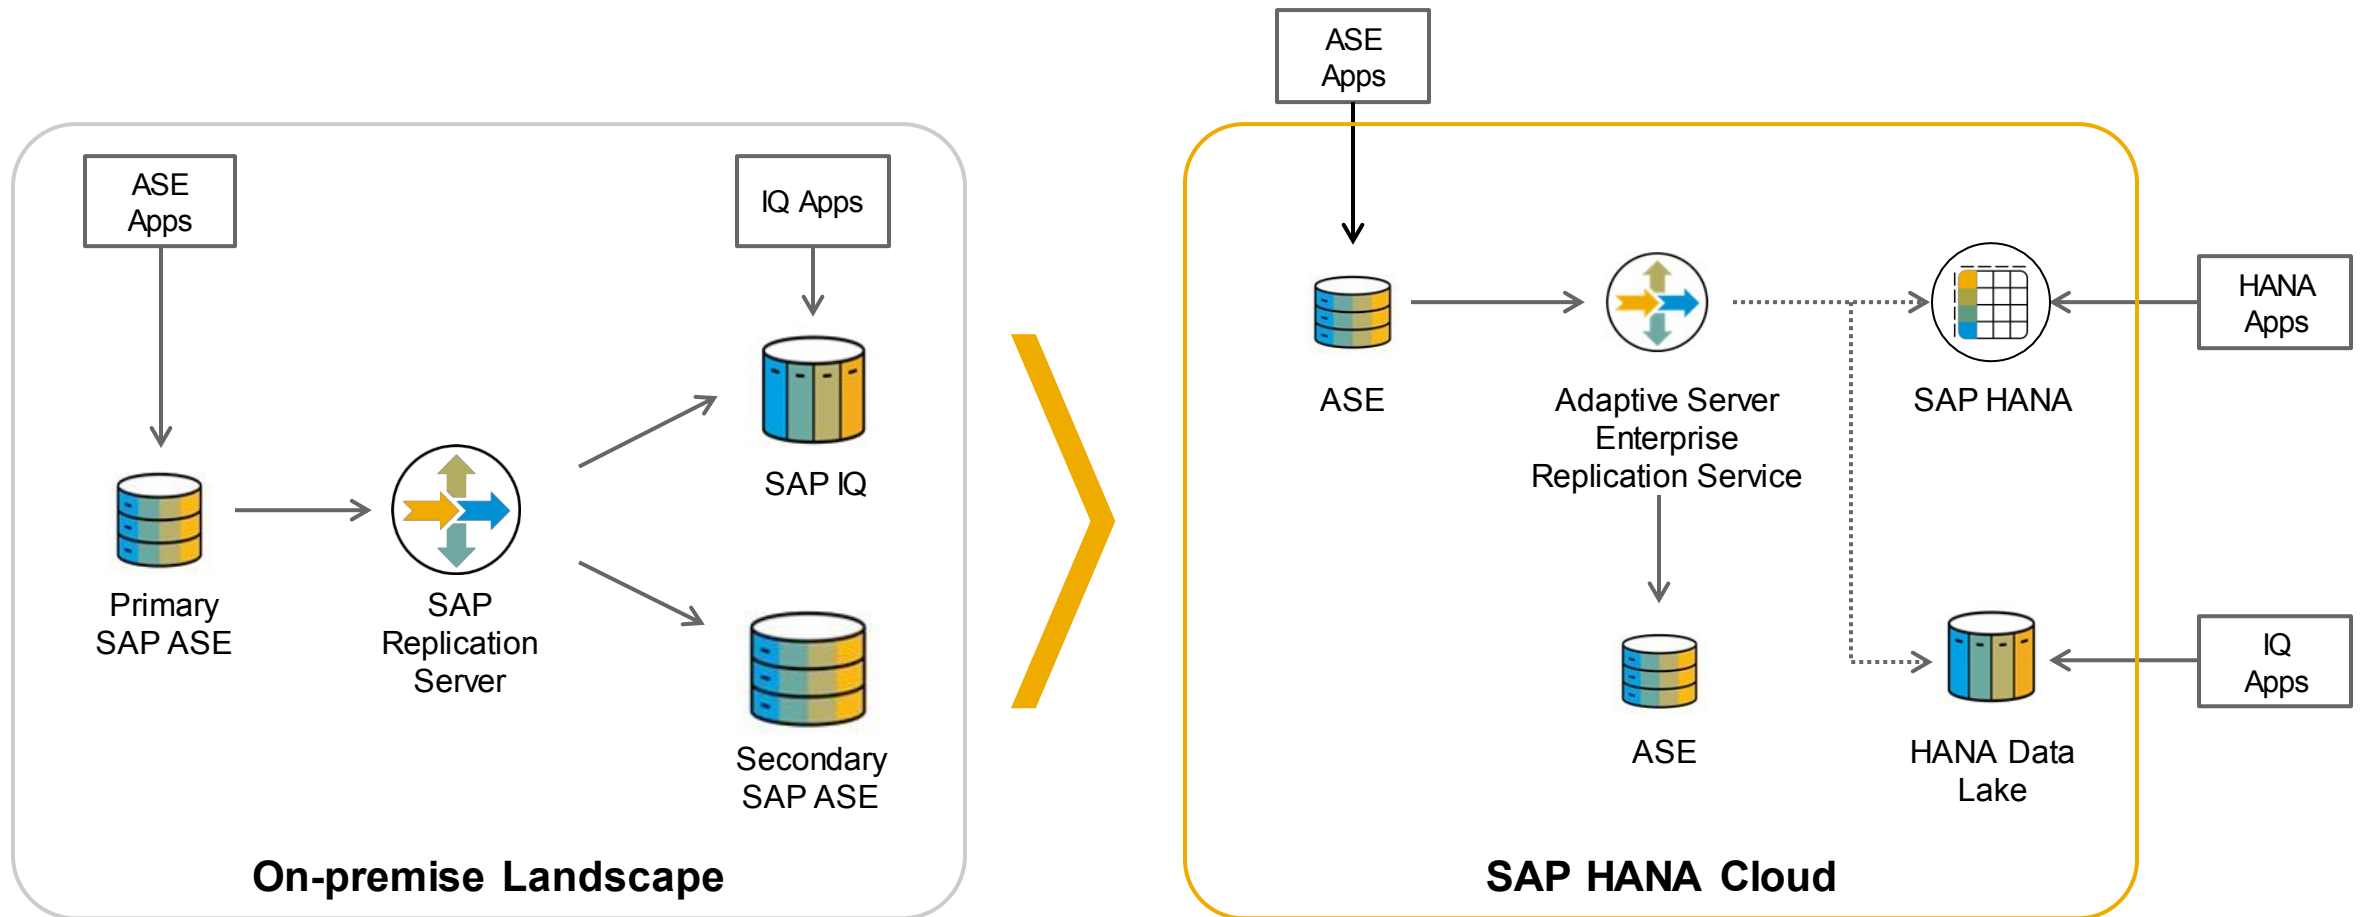 ASE
Apps
IQ Apps
SAP IQ
Primary
SAP ASE
SAP
Replication
Server
Secondary
SAP ASE
On-premise Landscape
ASE
Apps
ASE
Adaptive Server
Enterprise
Replication Service
SAP HANA
HANA
Apps
ASE
HANA Data
Lake
IQ
Apps
SAP HANA Cloud